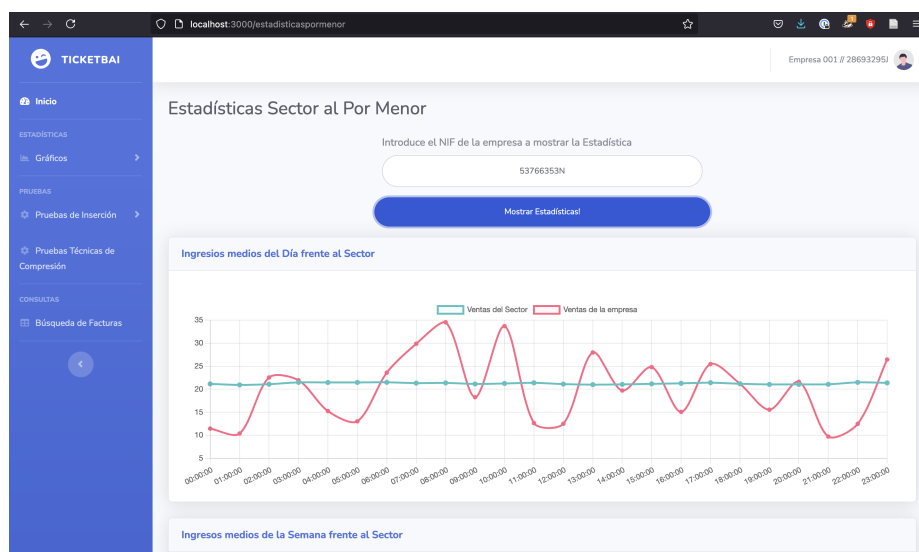 localhost:3000/estadisticaspormenor
1
TICKETBAI
Empresa 001 // 28693295J
Inicio
Estadísticas Sector al Por Menor
ESTADÍSTICAS
Gráficos
PRUEBAS
Pruebas de Inserción
Pruebas Técnicas de
Compresión
CONSULTAS
Búsqueda de Facturas
Introduce el NIF de la empresa a mostrar la Estadística
53766353N
Mostrar Estadísticas!
Ingresios medios del Día frente al Sector
Ventas del Sector Ventas de la empresa
35
30
25
20
15
10
5
00:00:00 01:00:00 02:00:00 03:00:00 04:00:00 05:00:00 06:00:00 07:00:00 08:00:00 09:00:00 10:00:00 11:00:00 12:00:00 13:00:00 14:00:00 15:00:00 16:00:00 17:00:00 18:00:00 19:00:00 20:00:00 21:00:00 22:00:00 23:00:00
Ingresos medios de la Semana frente al Sector